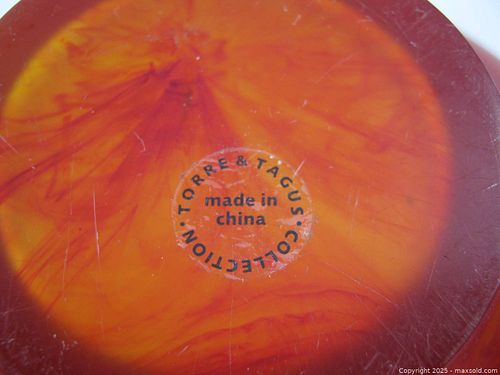 TORRE & TAGUS · COLLECTION ·
made in
china
Copyright 2025 - maxsold.com